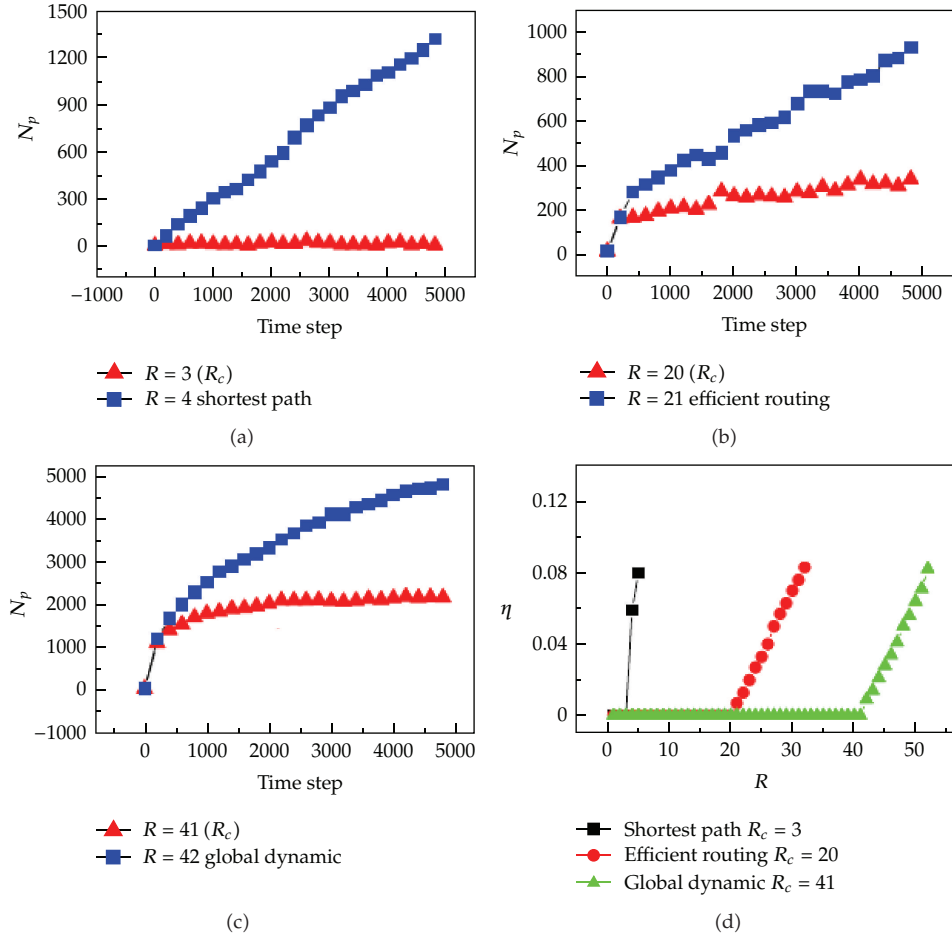 1500
1200
900
600
300
0
N_p
−1000
0
1000
2000
3000
4000
5000
Time step
R = 3 (R_c)
R = 4 shortest path
(a)
1000
800
600
400
200
0
N_p
0
1000
2000
3000
4000
5000
Time step
R = 20 (R_c)
R = 21 efficient routing
(b)
5000
4000
3000
2000
1000
0
−1000
N_p
0
1000
2000
3000
4000
5000
Time step
R = 41 (R_c)
R = 42 global dynamic
(c)
0.12
0.08
0.04
0
η
0
10
20
30
40
50
R
Shortest path R_c = 3
Efficient routing R_c = 20
Global dynamic R_c = 41
(d)